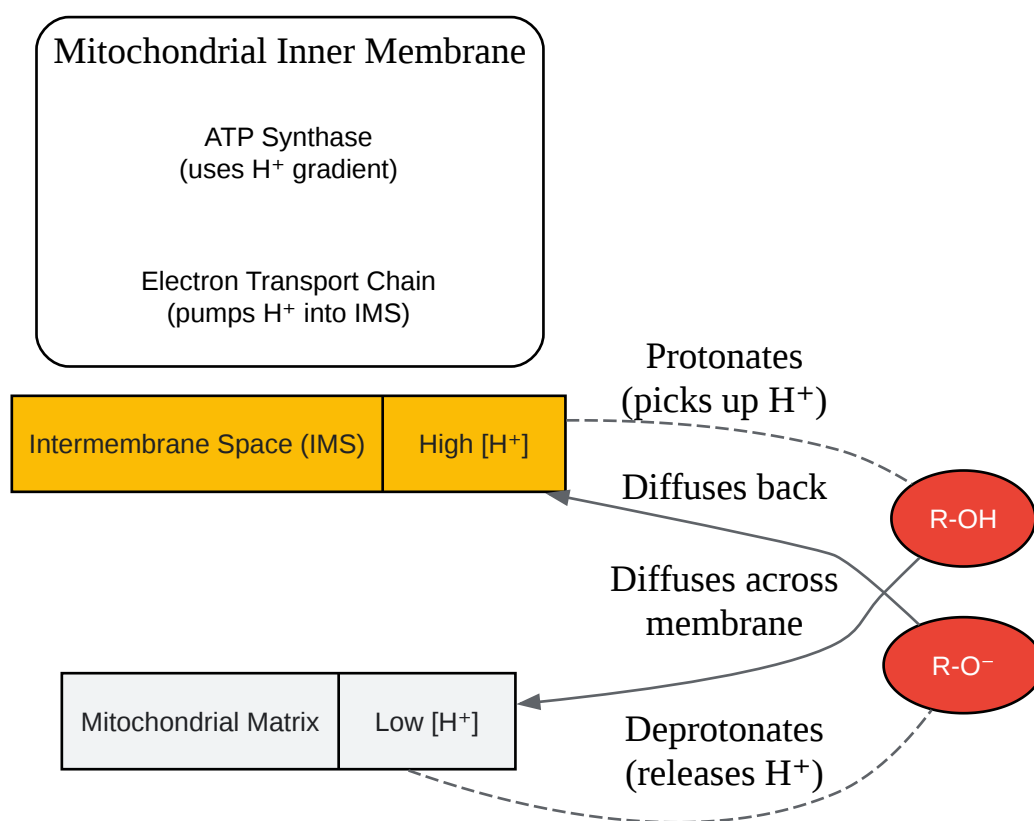 Mitochondrial Inner Membrane
ATP Synthase
(uses H⁺ gradient)
Electron Transport Chain
(pumps H⁺ into IMS)
Protonates
(picks up H⁺)
Intermembrane Space (IMS)
High [H⁺]
Diffuses back
R-OH
Diffuses across
membrane
R-O⁻
Mitochondrial Matrix
Low [H⁺]
Deprotonates
(releases H⁺)